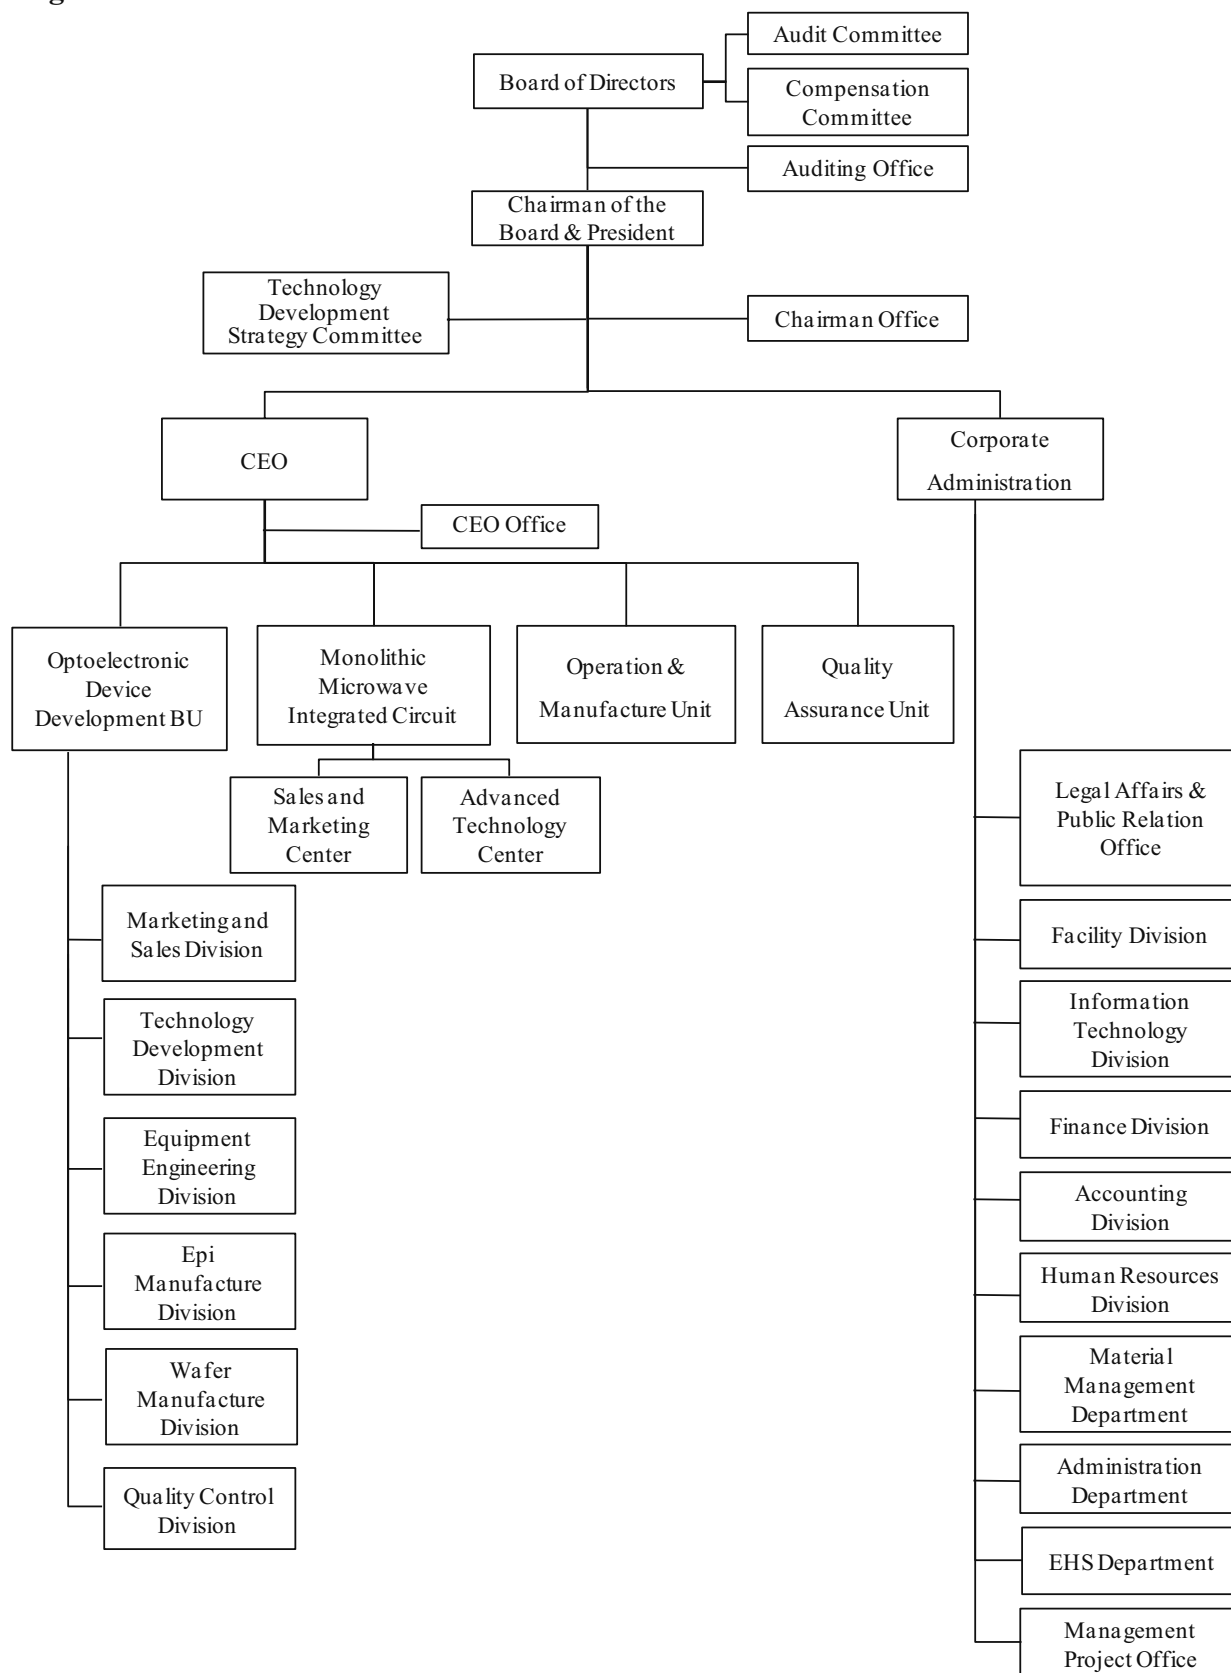 Audit Committee
Board of Directors
Compensation
Committee
Auditing Office
Chairman of the
Board & President
Technology
Development
Strategy Committee
Chairman Office
CEO
Corporate
Administration
CEO Office
Optoelectronic
Device
Development BU
Monolithic
Microwave
Integrated Circuit
Operation &
Manufacture Unit
Quality
Assurance Unit
Sales and
Marketing
Center
Advanced
Technology
Center
Legal Affairs &
Public Relation
Office
Marketing and
Sales Division
Facility Division
Technology
Development
Division
Information
Technology
Division
Equipment
Engineering
Division
Finance Division
Accounting
Division
Epi
Manufacture
Division
Human Resources
Division
Wafer
Manufacture
Division
Material
Management
Department
Quality Control
Division
Administration
Department
EHS Department
Management
Project Office